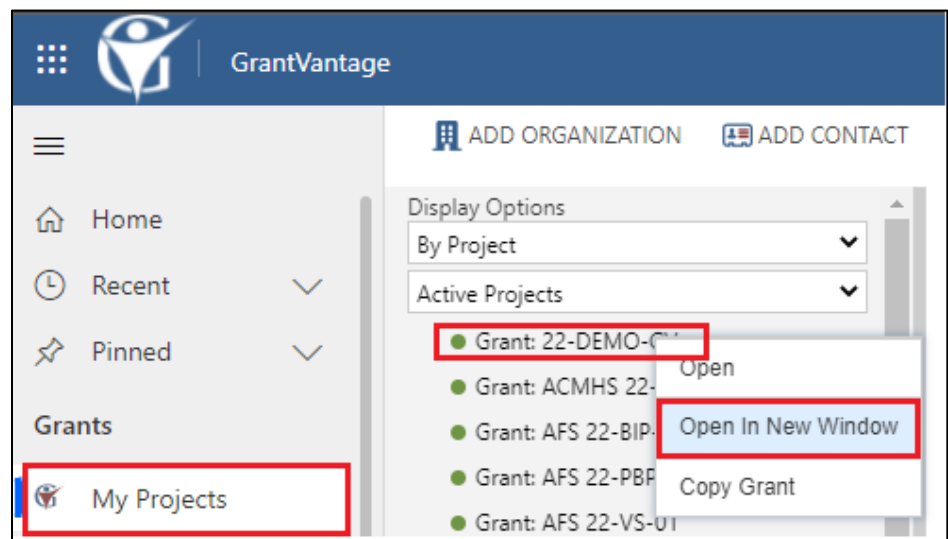 GrantVantage
ADD ORGANIZATION
ADD CONTACT
Home
Recent
Pinned
Grants
My Projects
Display Options
By Project
Active Projects
Grant: 22-DEMO-
Grant: ACMHS 22-
Grant: AFS 22-BIP-
Grant: AFS 22-PBP
Grant: AFS 22-VS-01
Open
Open In New Window
Copy Grant